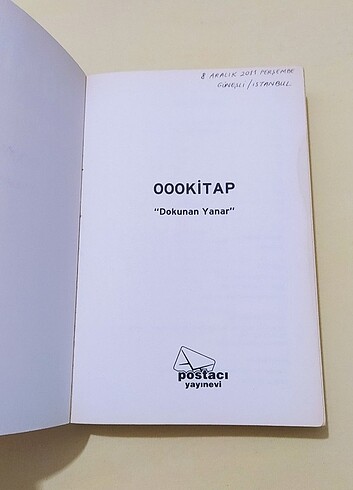 8 ARALIK 2011 PERŞEMBE
GÜNEŞLİ / İSTANBUL
OOOKİTAP
"Dokunan Yanar"
postacı
yayınevi